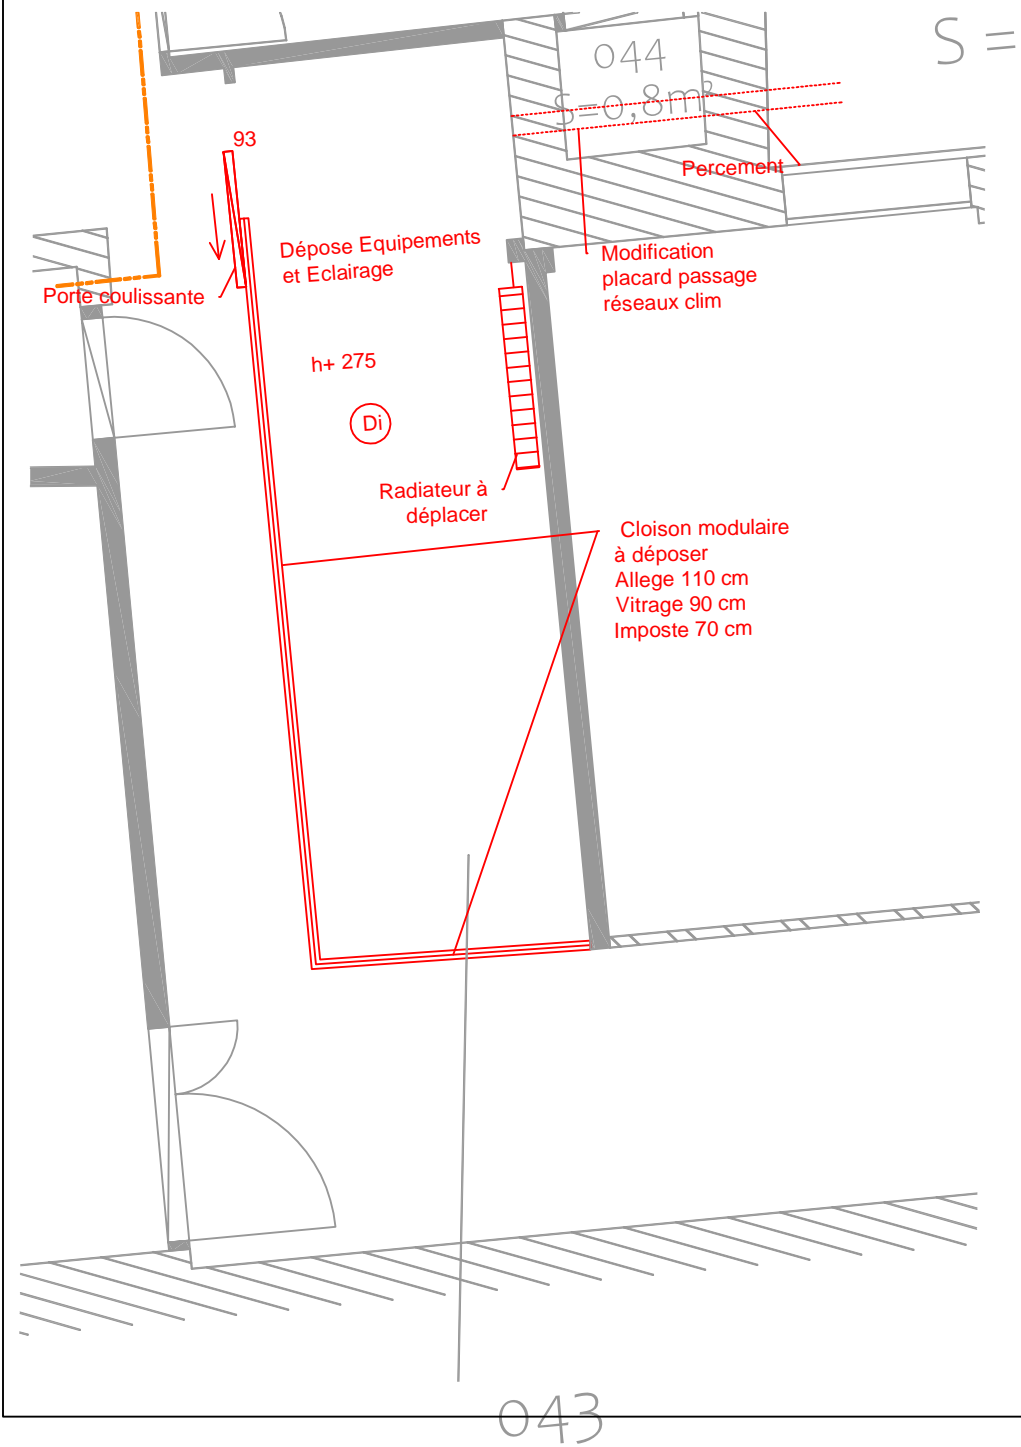 S =
044
S=0,8m²
93
Percement
Dépose Equipements
et Eclairage
Modification
placard passage
réseaux clim
Porte coulissante
h+ 275
Di
Radiateur à
déplacer
Cloison modulaire
à déposer
Allege 110 cm
Vitrage 90 cm
Imposte 70 cm
043